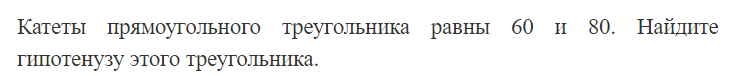 Катеты прямоугольного треугольника равны 60 и 80. Найдите
гипотенузу этого треугольника.